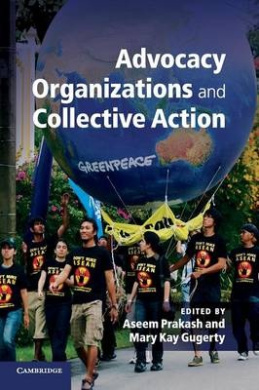 Advocacy
Organizations and
Collective Action
GREENPEACE
EDITED BY
Aseem Prakash and
Mary Kay Gugerty
CAMBRIDGE